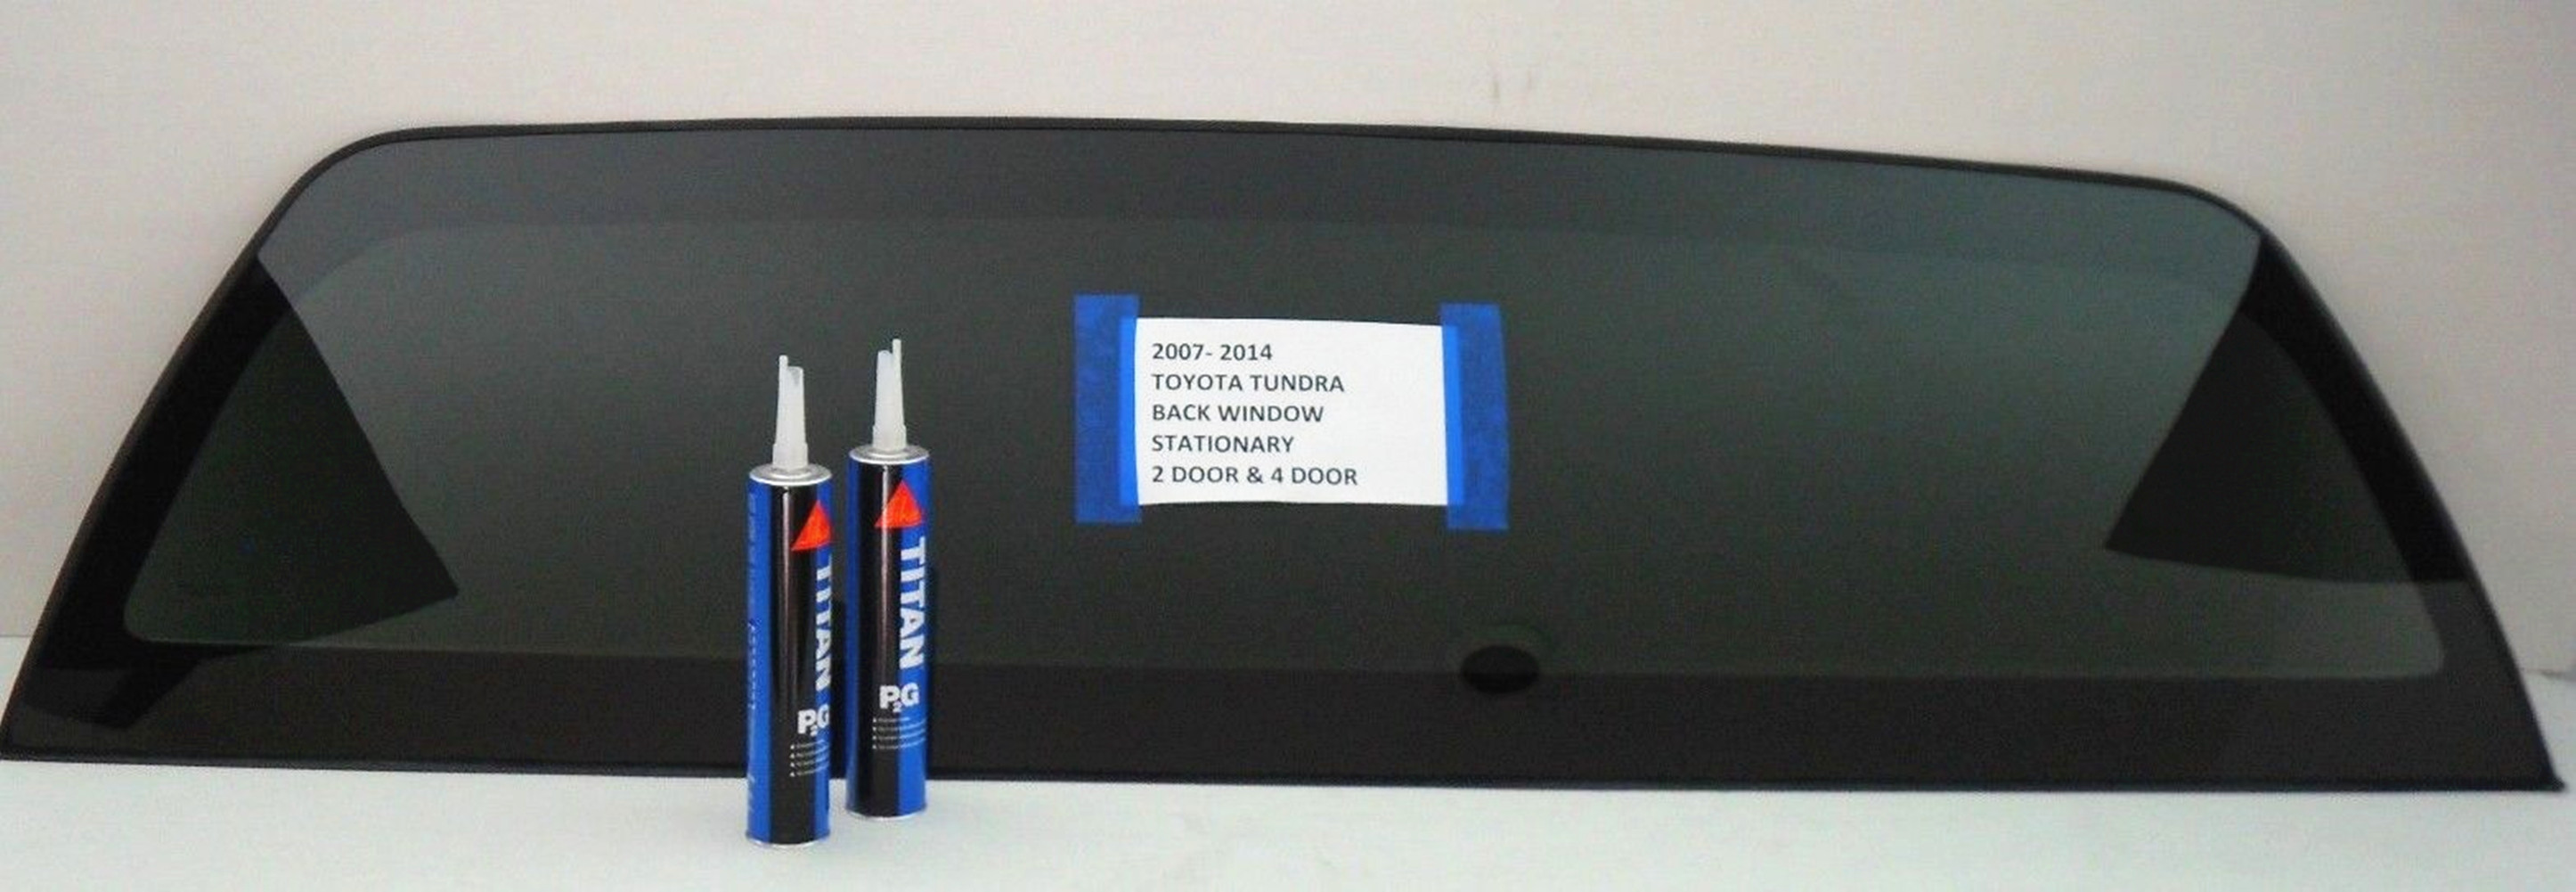 2007- 2014
TOYOTA TUNDRA
BACK WINDOW
STATIONARY
2 DOOR & 4 DOOR
TITAN
P2G
TITAN
P2G